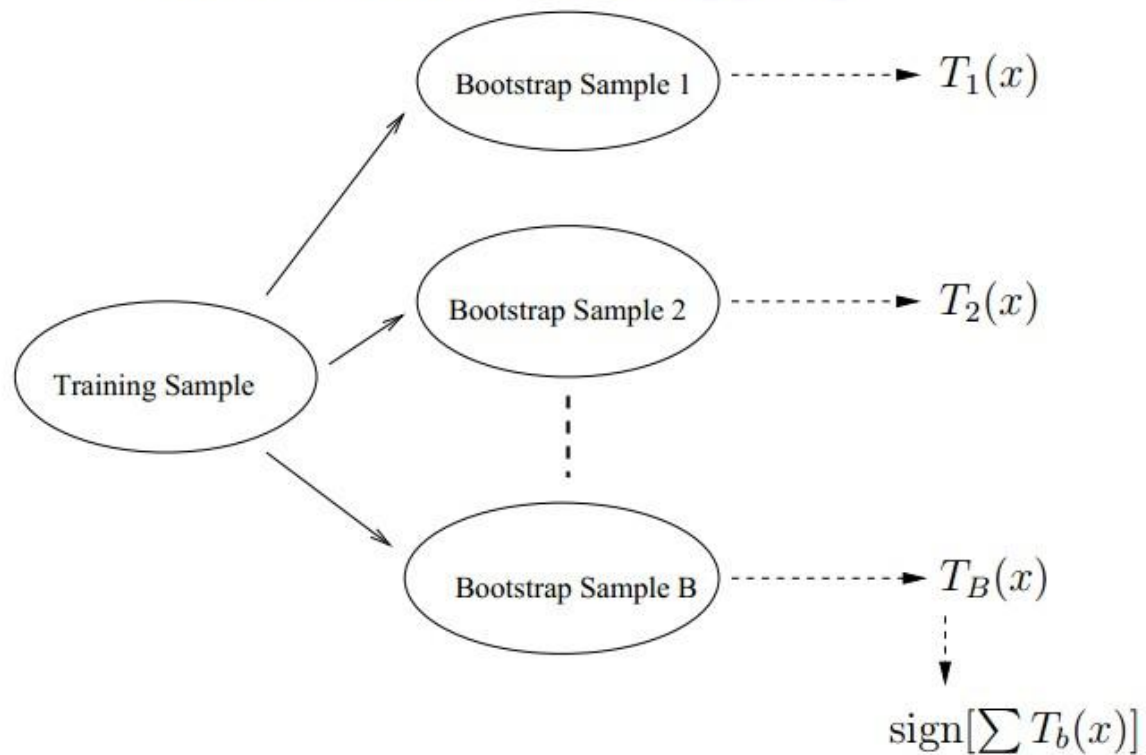 Bootstrap Sample 1
T₁(x)
Bootstrap Sample 2
T₂(x)
Training Sample
Bootstrap Sample B
T_B(x)
sign[∑ T_b(x)]